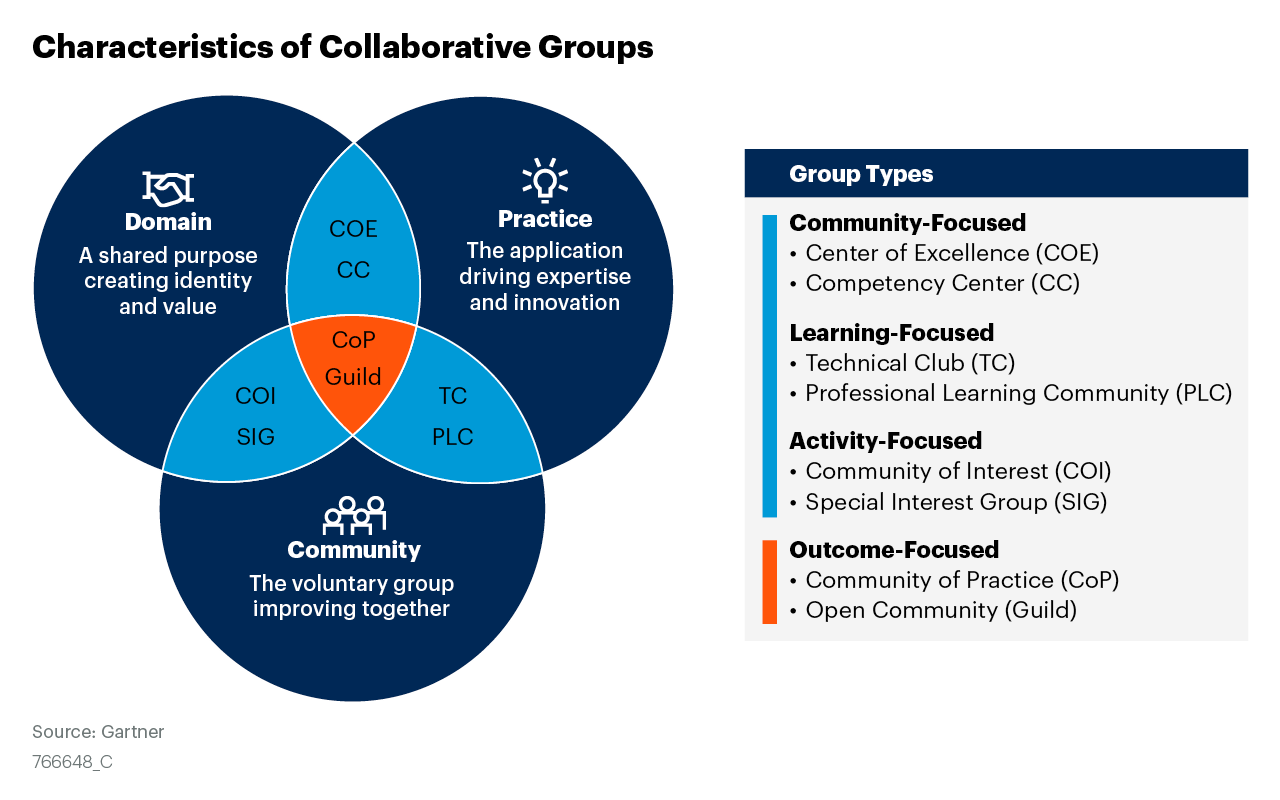 Characteristics of Collaborative Groups
Domain
A shared purpose
creating identity
and value
COE
CC
Practice
The application
driving expertise
and innovation
CoP
Guild
COI
SIG
TC
PLC
Community
The voluntary group
improving together
Group Types
Community-Focused
• Center of Excellence (COE)
• Competency Center (CC)
Learning-Focused
• Technical Club (TC)
• Professional Learning Community (PLC)
Activity-Focused
• Community of Interest (COI)
• Special Interest Group (SIG)
Outcome-Focused
• Community of Practice (CoP)
• Open Community (Guild)
Source: Gartner
766648_C